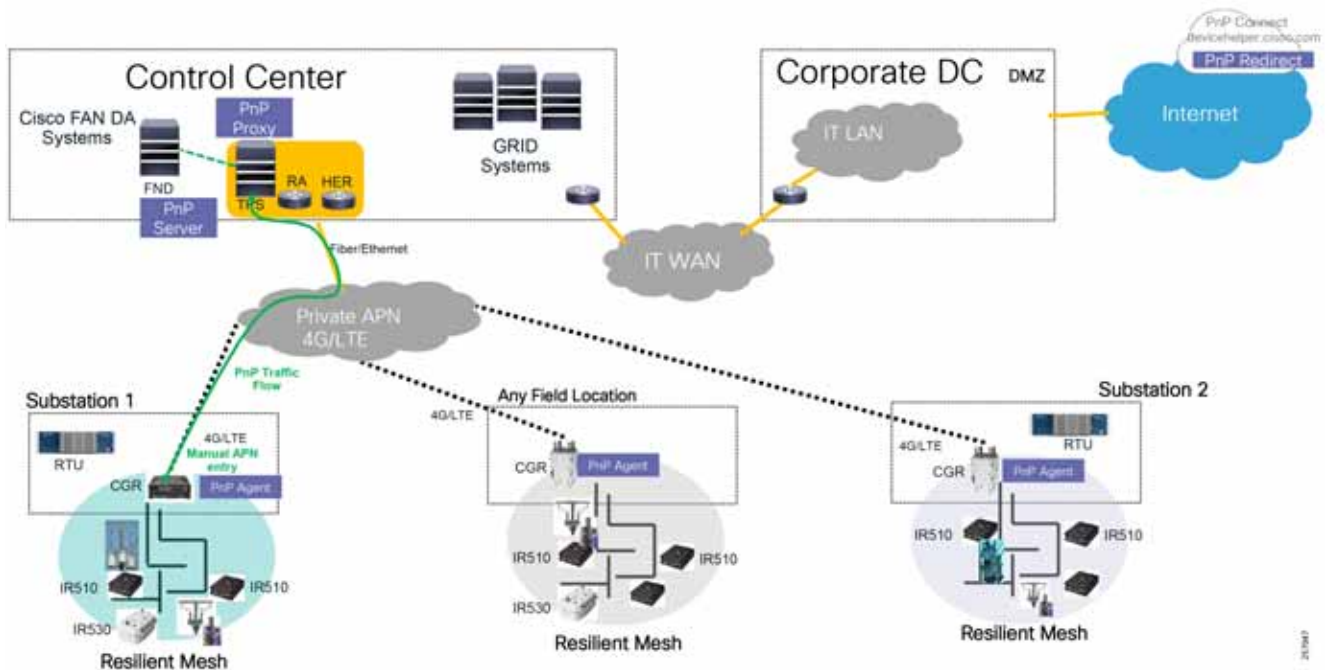 PnP Connect
devicehelper.cisco.com
PnP Redirect
Control Center
Corporate DC
DMZ
Internet
Cisco FAN DA
Systems
PnP
Proxy
GRID
Systems
IT LAN
FND
RA
HER
TPS
PnP
Server
Fiber/Ethernet
IT WAN
Private APN
4G/LTE
PnP Traffic
Flow
Substation 1
RTU
4G/LTE
Manual APN
entry
CGR
PnP Agent
IR510
IR510
IR530
Resilient Mesh
Any Field Location
4G/LTE
CGR
PnP Agent
IR510
IR510
IR530
Resilient Mesh
Substation 2
4G/LTE
RTU
CGR
PnP Agent
IR510
IR510
Resilient Mesh